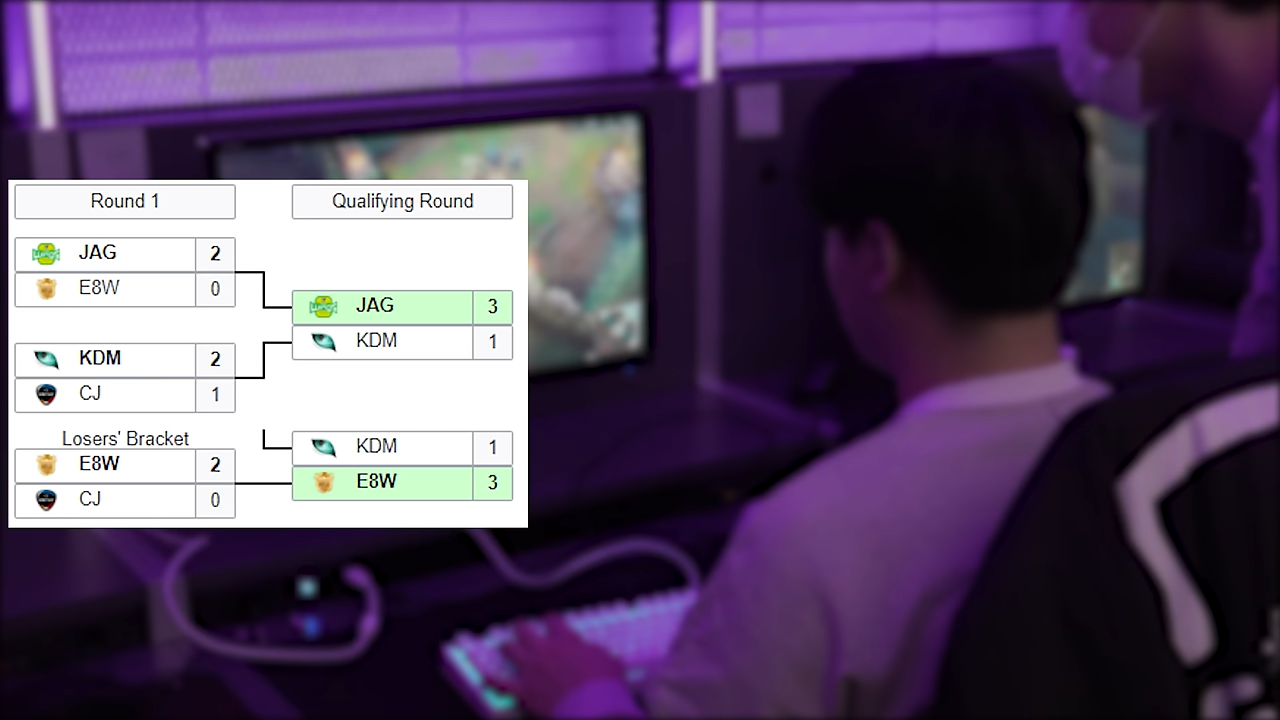 Round 1
Qualifying Round
JAG 2
E8W 0
JAG 3
KDM 1
KDM 2
CJ 1
Losers' Bracket
E8W 2
CJ 0
KDM 1
E8W 3